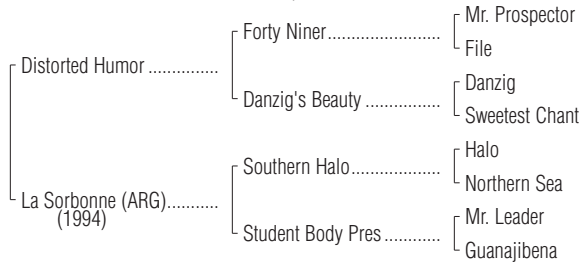 Mr. Prospector
Forty Niner.....................
File
Distorted Humor ...............
Danzig
Danzig's Beauty ................
Sweetest Chant
Halo
Southern Halo...................
Northern Sea
La Sorbonne (ARG)...........
(1994)
Mr. Leader
Student Body Pres ............
Guanajibena